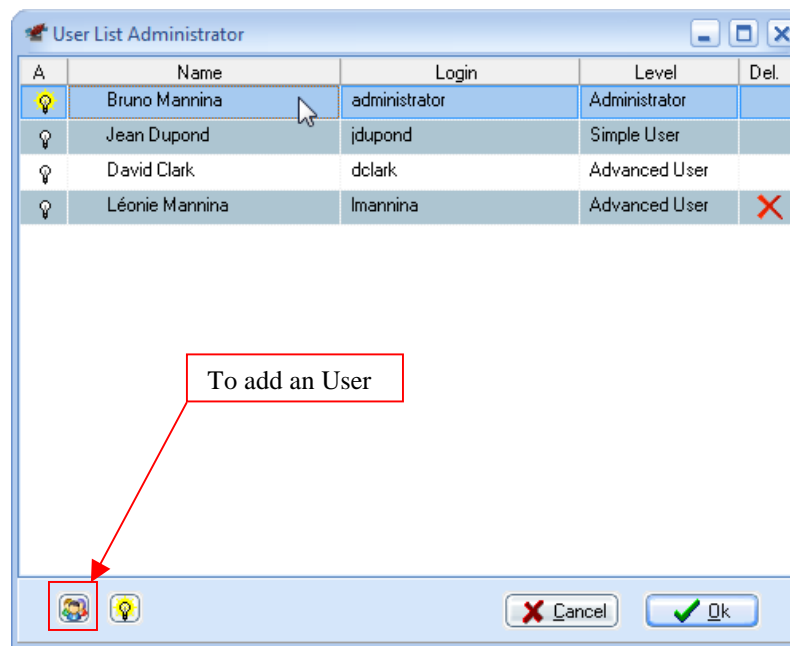 User List Administrator
A Name Login Level Del.
Bruno Mannina administrator Administrator
Jean Dupond jdupond Simple User
David Clark dclark Advanced User
Léonie Mannina lmannina Advanced User
To add an User
Cancel Ok